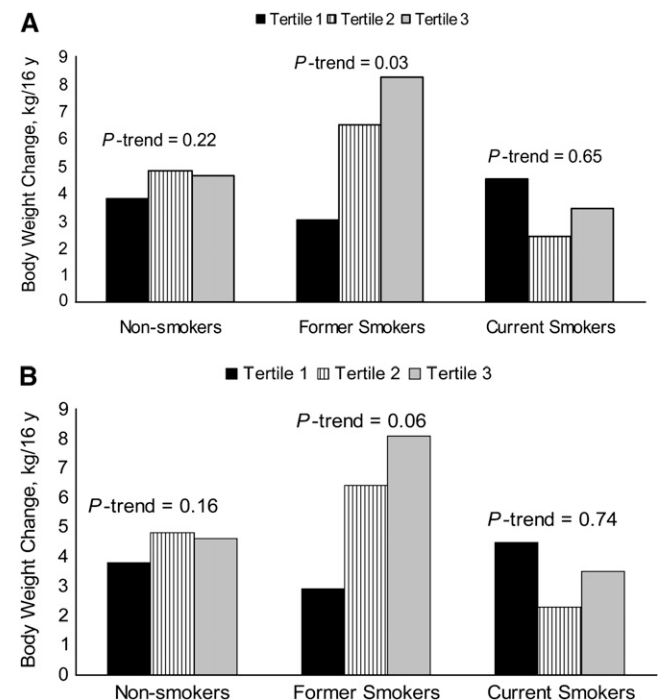 A
Tertile 1 Tertile 2 Tertile 3
Body Weight Change, kg/16 y
9
8
7
6
5
4
3
2
1
0
P-trend = 0.22
P-trend = 0.03
P-trend = 0.65
Non-smokers Former Smokers Current Smokers
B
Tertile 1 Tertile 2 Tertile 3
Body Weight Change, kg/16 y
9
8
7
6
5
4
3
2
1
0
P-trend = 0.16
P-trend = 0.06
P-trend = 0.74
Non-smokers Former Smokers Current Smokers